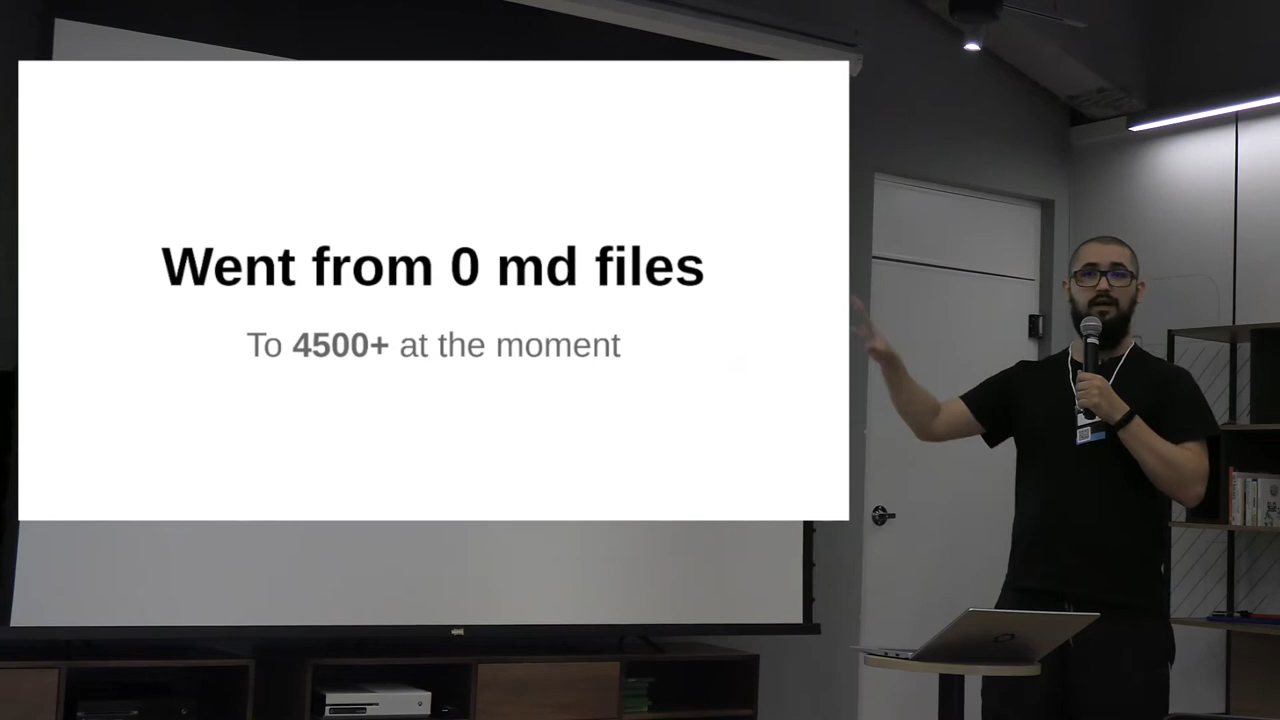 Went from 0 md files
To 4500+ at the moment